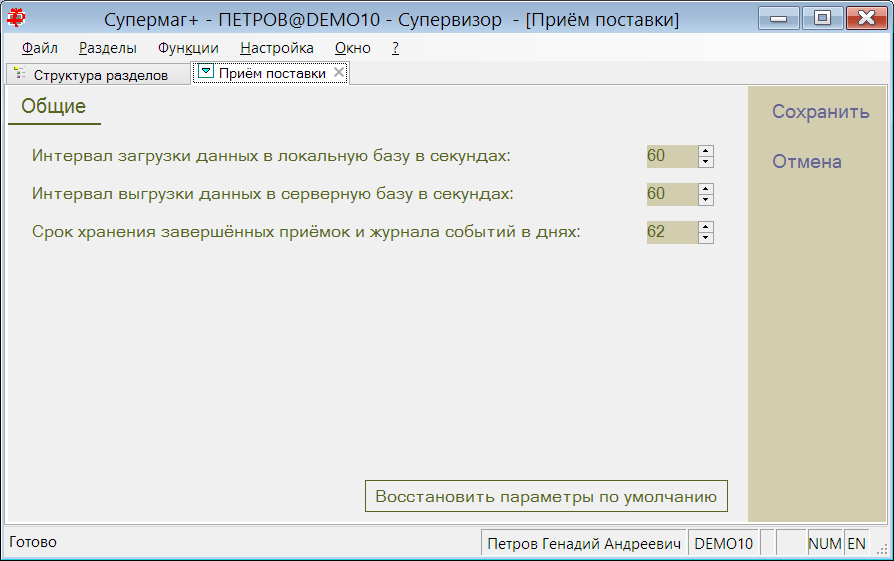 Супермаг+ - ПЕТРОВ@DEMO10 - Супервизор - [Приём поставки]
Файл Разделы Функции Настройка Окно ?
Структура разделов Приём поставки
Общие
Сохранить
Интервал загрузки данных в локальную базу в секундах: 60
Отмена
Интервал выгрузки данных в серверную базу в секундах: 60
Срок хранения завершённых приёмок и журнала событий в днях: 62
Восстановить параметры по умолчанию
Готово Петров Генадий Андреевич DEMO10 NUM EN